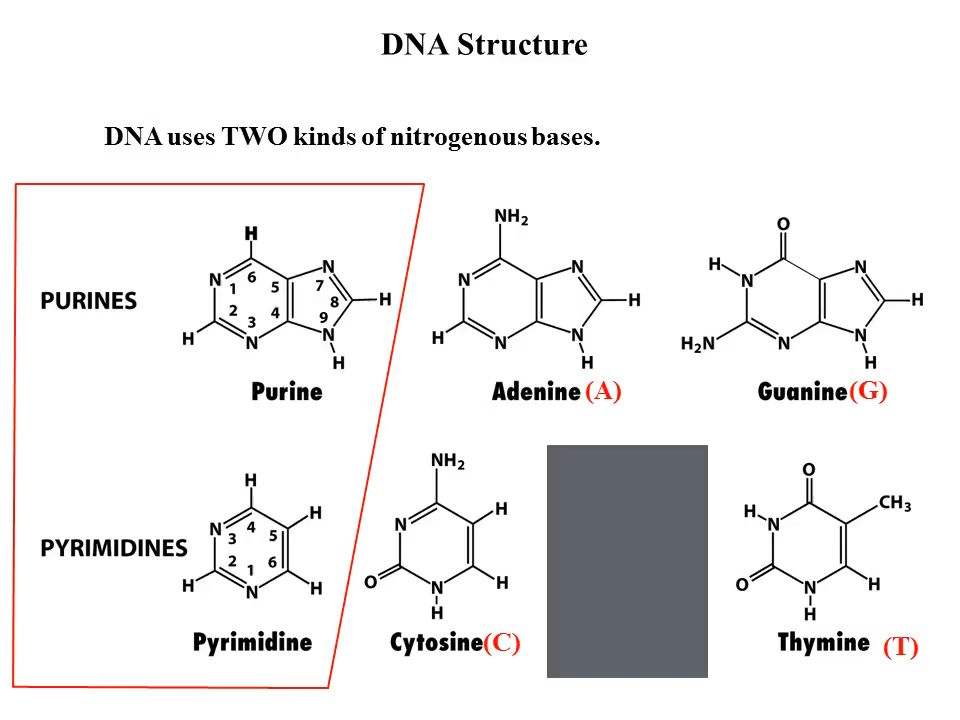 DNA Structure
DNA uses TWO kinds of nitrogenous bases.
PURINES
H
N
1
2
3
4
5
6
7
8
9
N
N
N
H
H
H
Purine
NH2
N
N
N
N
H
H
H
Adenine (A)
O
H
N
N
N
N
H
H2N
H
Guanine (G)
PYRIMIDINES
H
H
N
3
4
5
2
1
6
H
N
H
Pyrimidine
NH2
N
H
O
N
H
H
Cytosine (C)
O
H
N
CH3
O
N
H
H
Thymine (T)